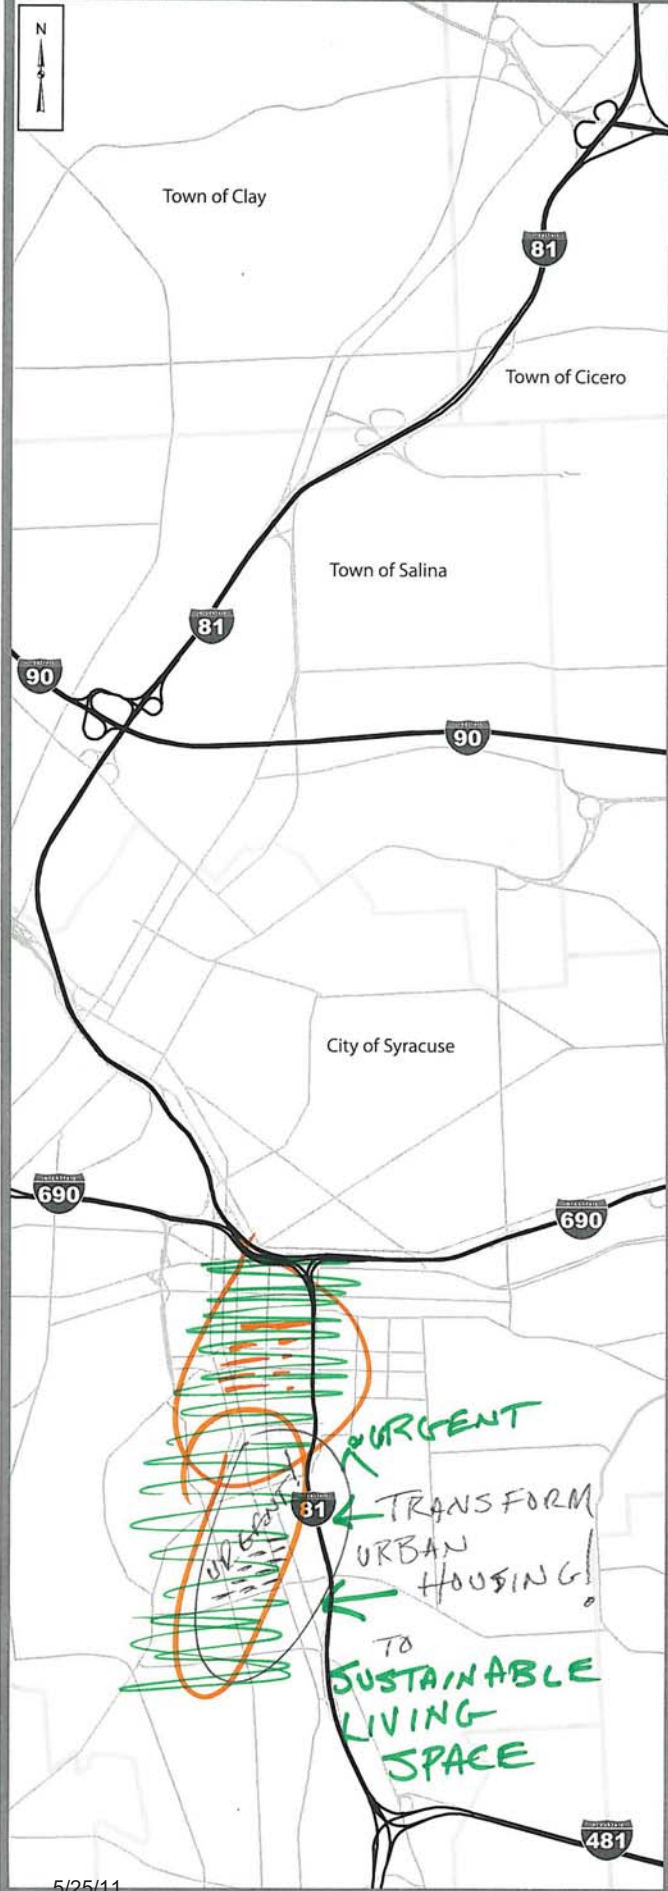 N
Town of Clay
81
Town of Cicero
Town of Salina
81
90
90
City of Syracuse
690
690
URGENT
81
TRANSFORM
URGENT!
URBAN
HOUSING!
TO
SUSTAINABLE
LIVING
SPACE
481
5/25/11